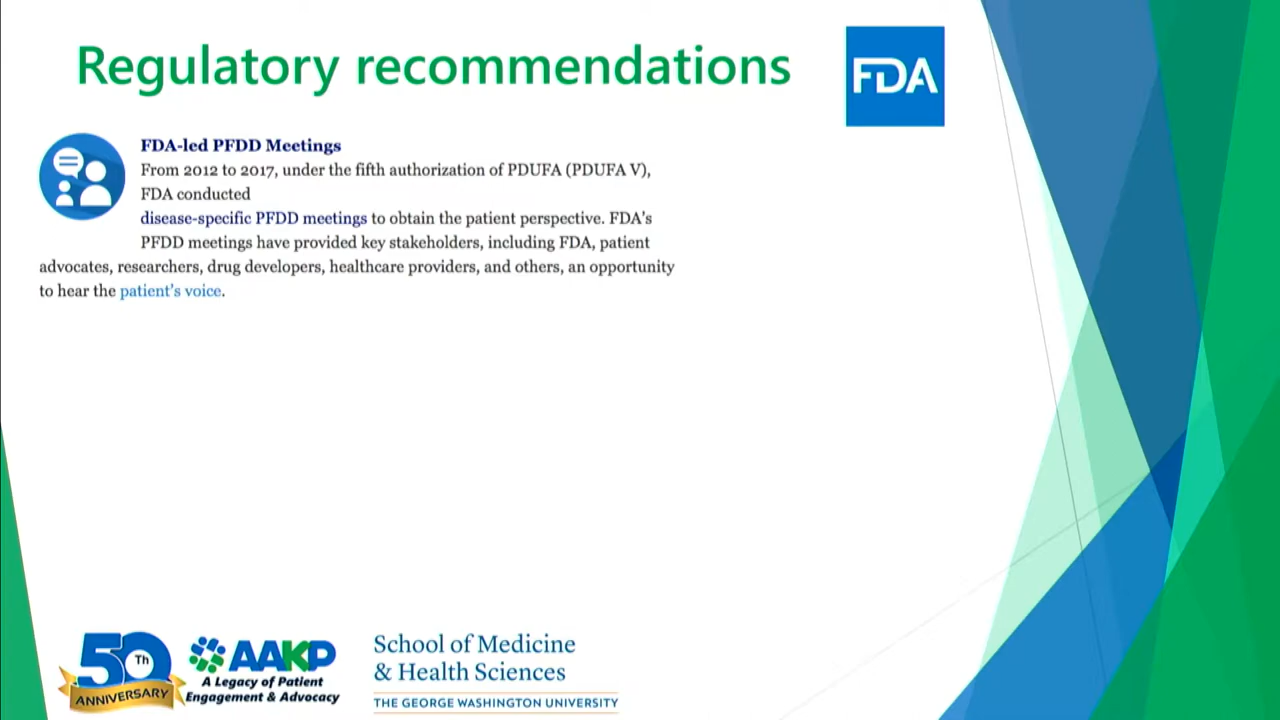 Regulatory recommendations
FDA
FDA-led PFDD Meetings
From 2012 to 2017, under the fifth authorization of PDUFA (PDUFA V),
FDA conducted
disease-specific PFDD meetings to obtain the patient perspective. FDA's
PFDD meetings have provided key stakeholders, including FDA, patient
advocates, researchers, drug developers, healthcare providers, and others, an opportunity
to hear the patient's voice.
50Th
ANNIVERSARY
AAKP
A Legacy of Patient
Engagement & Advocacy
School of Medicine
& Health Sciences
THE GEORGE WASHINGTON UNIVERSITY